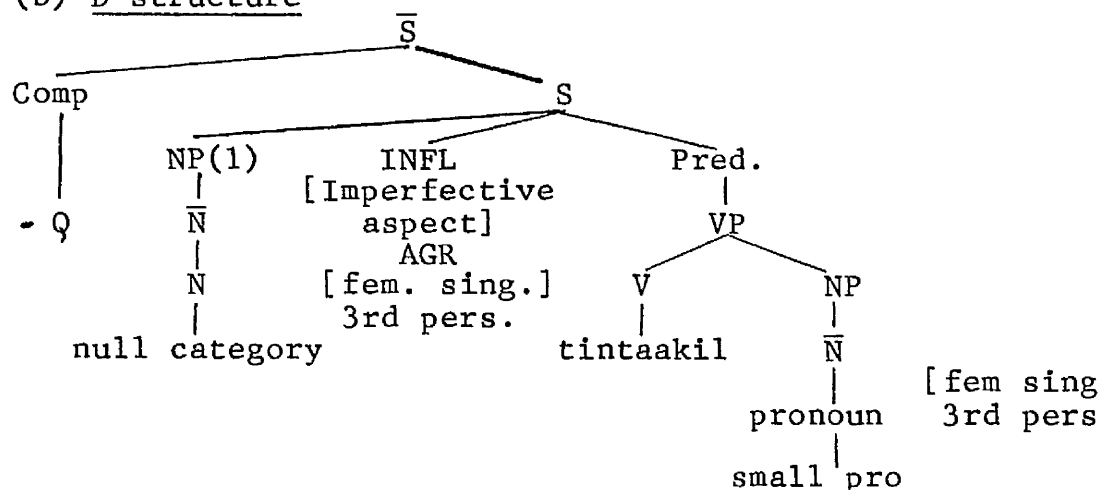 (b) D-structure
S̅
Comp S
NP(1) INFL Pred.
[Imperfective
- Q N̅ aspect] VP
AGR
N [fem. sing.] V NP
3rd pers.
null category tintaakil N̅
[fem sing
pronoun 3rd pers
small pro